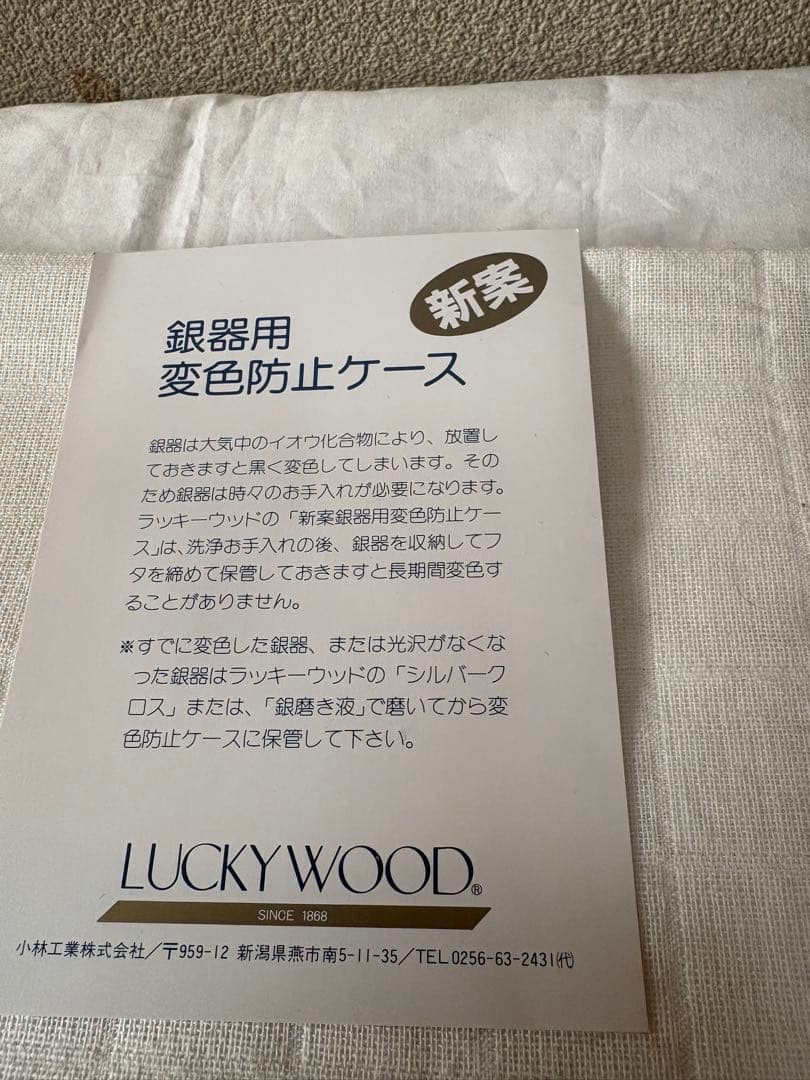 新案
銀器用
変色防止ケース
銀器は大気中のイオウ化合物により、放置し
ておきますと黒く変色してしまいます。その
ため銀器は時々のお手入れが必要になります。
ラッキーウッドの「新案銀器用変色防止ケー
ス」は、洗浄お手入れの後、銀器を収納してフ
タを締めて保管しておきますと長期間変色す
ることがありません。
※すでに変色した銀器、または光沢がなくな
った銀器はラッキーウッドの「シルバーク
ロス」または、「銀磨き液」で磨いてから変
色防止ケースに保管して下さい。
LUCKYWOOD®
SINCE 1868
小林工業株式会社/〒959-12 新潟県燕市南5-11-35/TEL0256-63-2431㈹